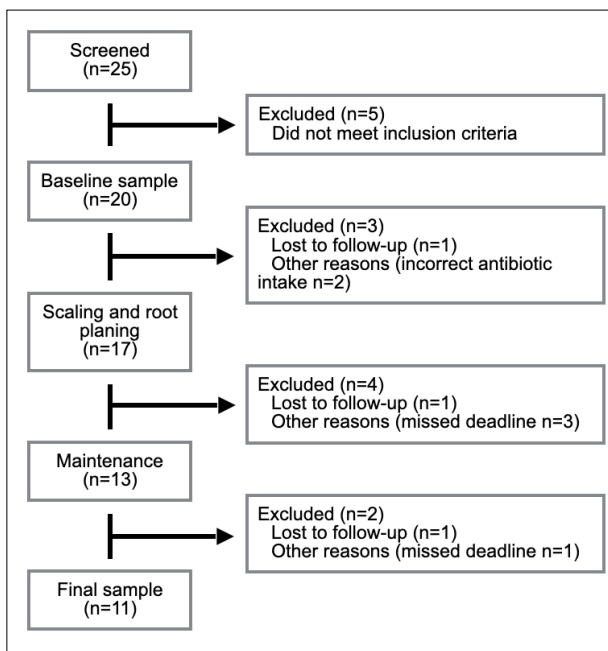 Screened
(n=25)
Excluded (n=5)
Did not meet inclusion criteria
Baseline sample
(n=20)
Excluded (n=3)
Lost to follow-up (n=1)
Other reasons (incorrect antibiotic
intake n=2)
Scaling and root
planing
(n=17)
Excluded (n=4)
Lost to follow-up (n=1)
Other reasons (missed deadline n=3)
Maintenance
(n=13)
Excluded (n=2)
Lost to follow-up (n=1)
Other reasons (missed deadline n=1)
Final sample
(n=11)